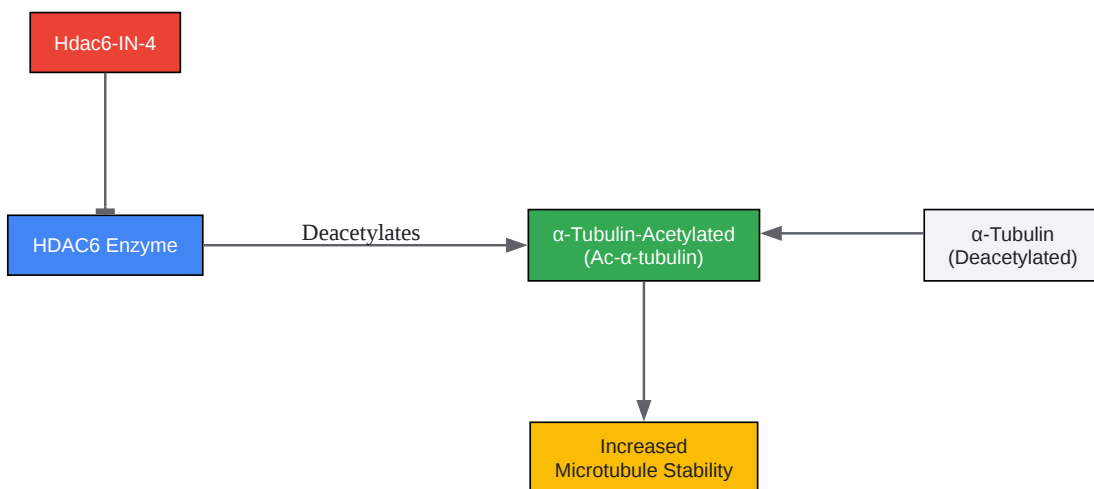 Hdac6-IN-4
HDAC6 Enzyme
Deacetylates
α-Tubulin-Acetylated
(Ac-α-tubulin)
α-Tubulin
(Deacetylated)
Increased
Microtubule Stability